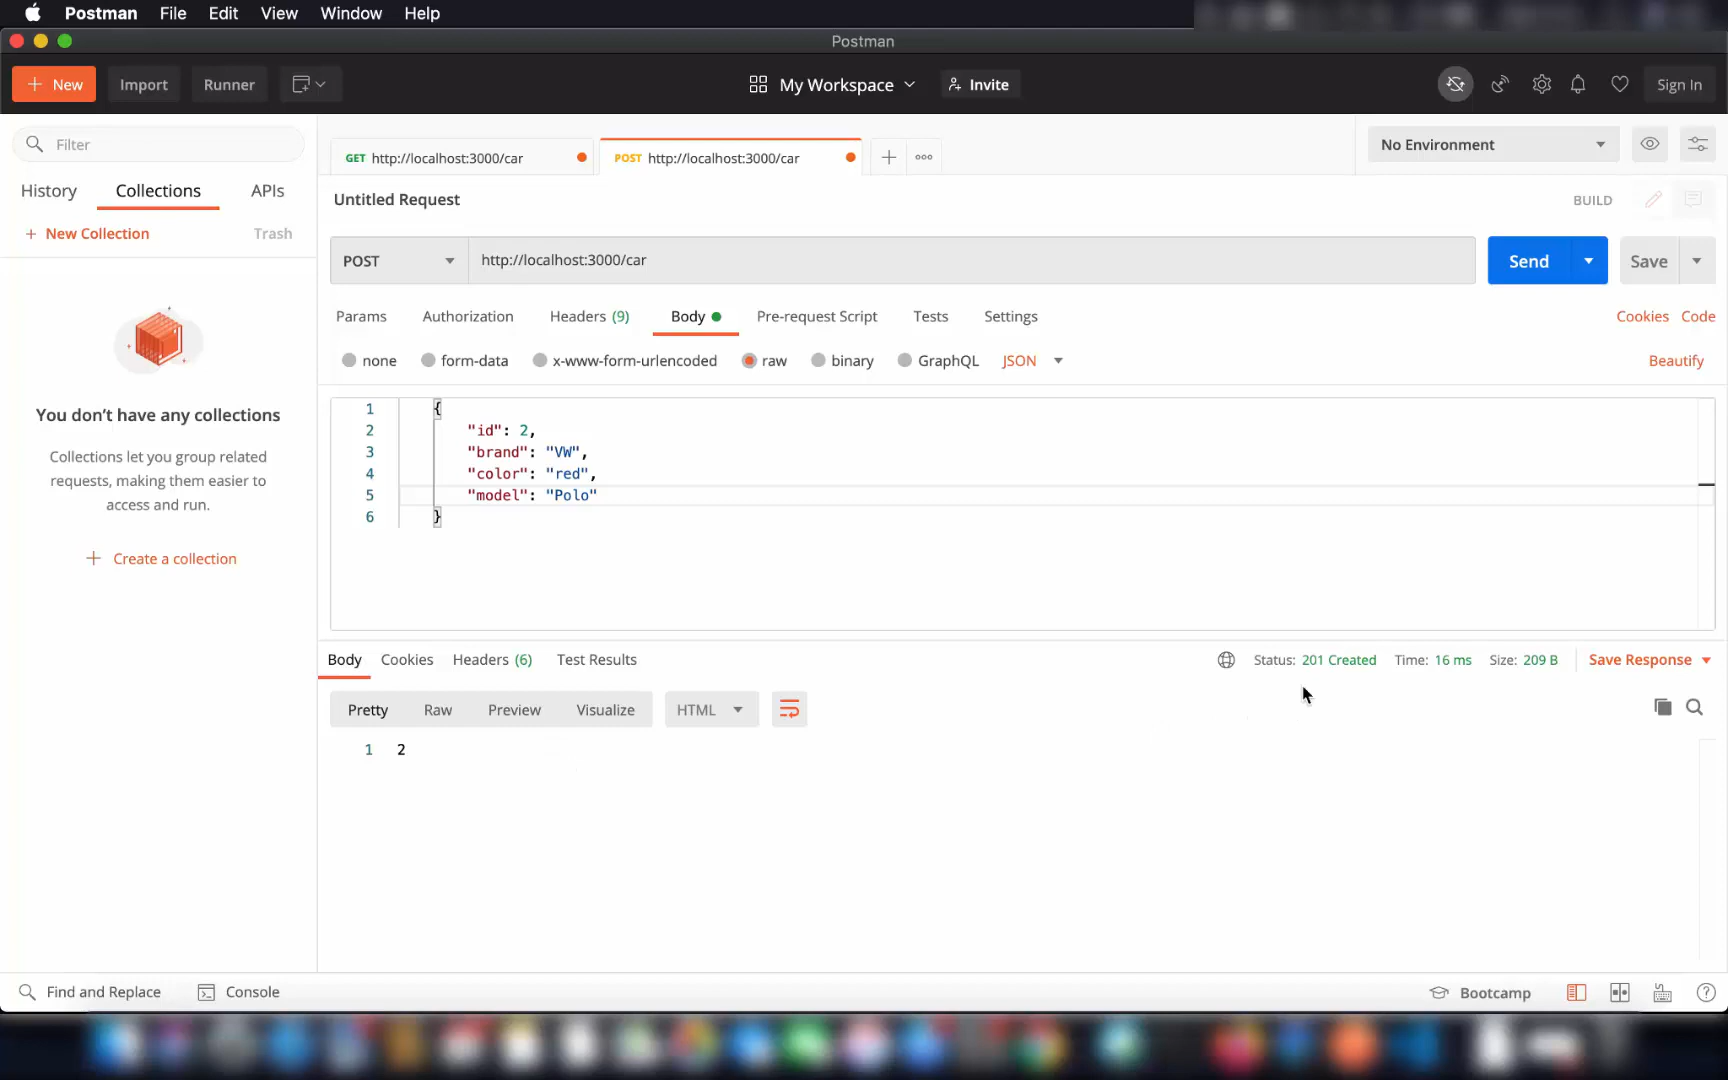 Postman File Edit View Window Help
Postman
+ New Import Runner My Workspace Invite Sign In
Filter
History Collections APIs
+ New Collection Trash
You don't have any collections
Collections let you group related
requests, making them easier to
access and run.
+ Create a collection
GET http://localhost:3000/car POST http://localhost:3000/car + ooo No Environment
Untitled Request BUILD
POST http://localhost:3000/car Send Save
Params Authorization Headers (9) Body Pre-request Script Tests Settings Cookies Code
none form-data x-www-form-urlencoded raw binary GraphQL JSON Beautify
1 {
2 "id": 2,
3 "brand": "VW",
4 "color": "red",
5 "model": "Polo"
6 }
Body Cookies Headers (6) Test Results Status: 201 Created Time: 16 ms Size: 209 B Save Response
Pretty Raw Preview Visualize HTML
1 2
Find and Replace Console Bootcamp ?